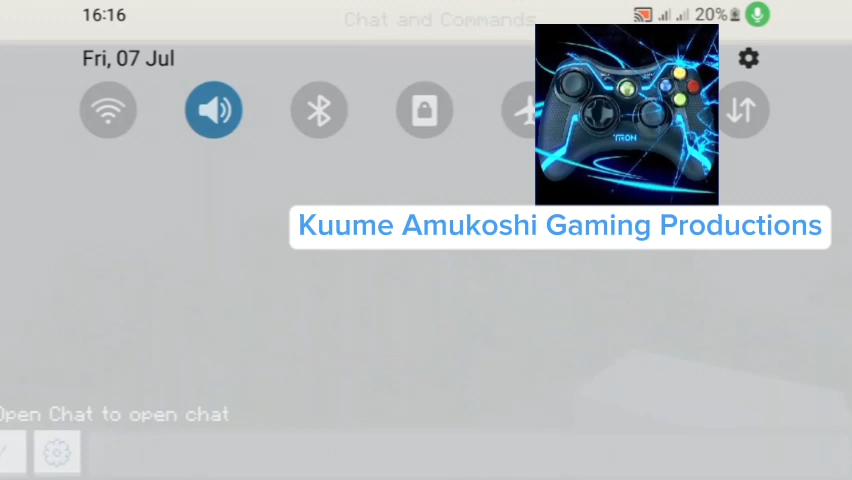 16:16
Chat and Commands
20%
Fri, 07 Jul
TRON
Kuume Amukoshi Gaming Productions
Open Chat to open chat